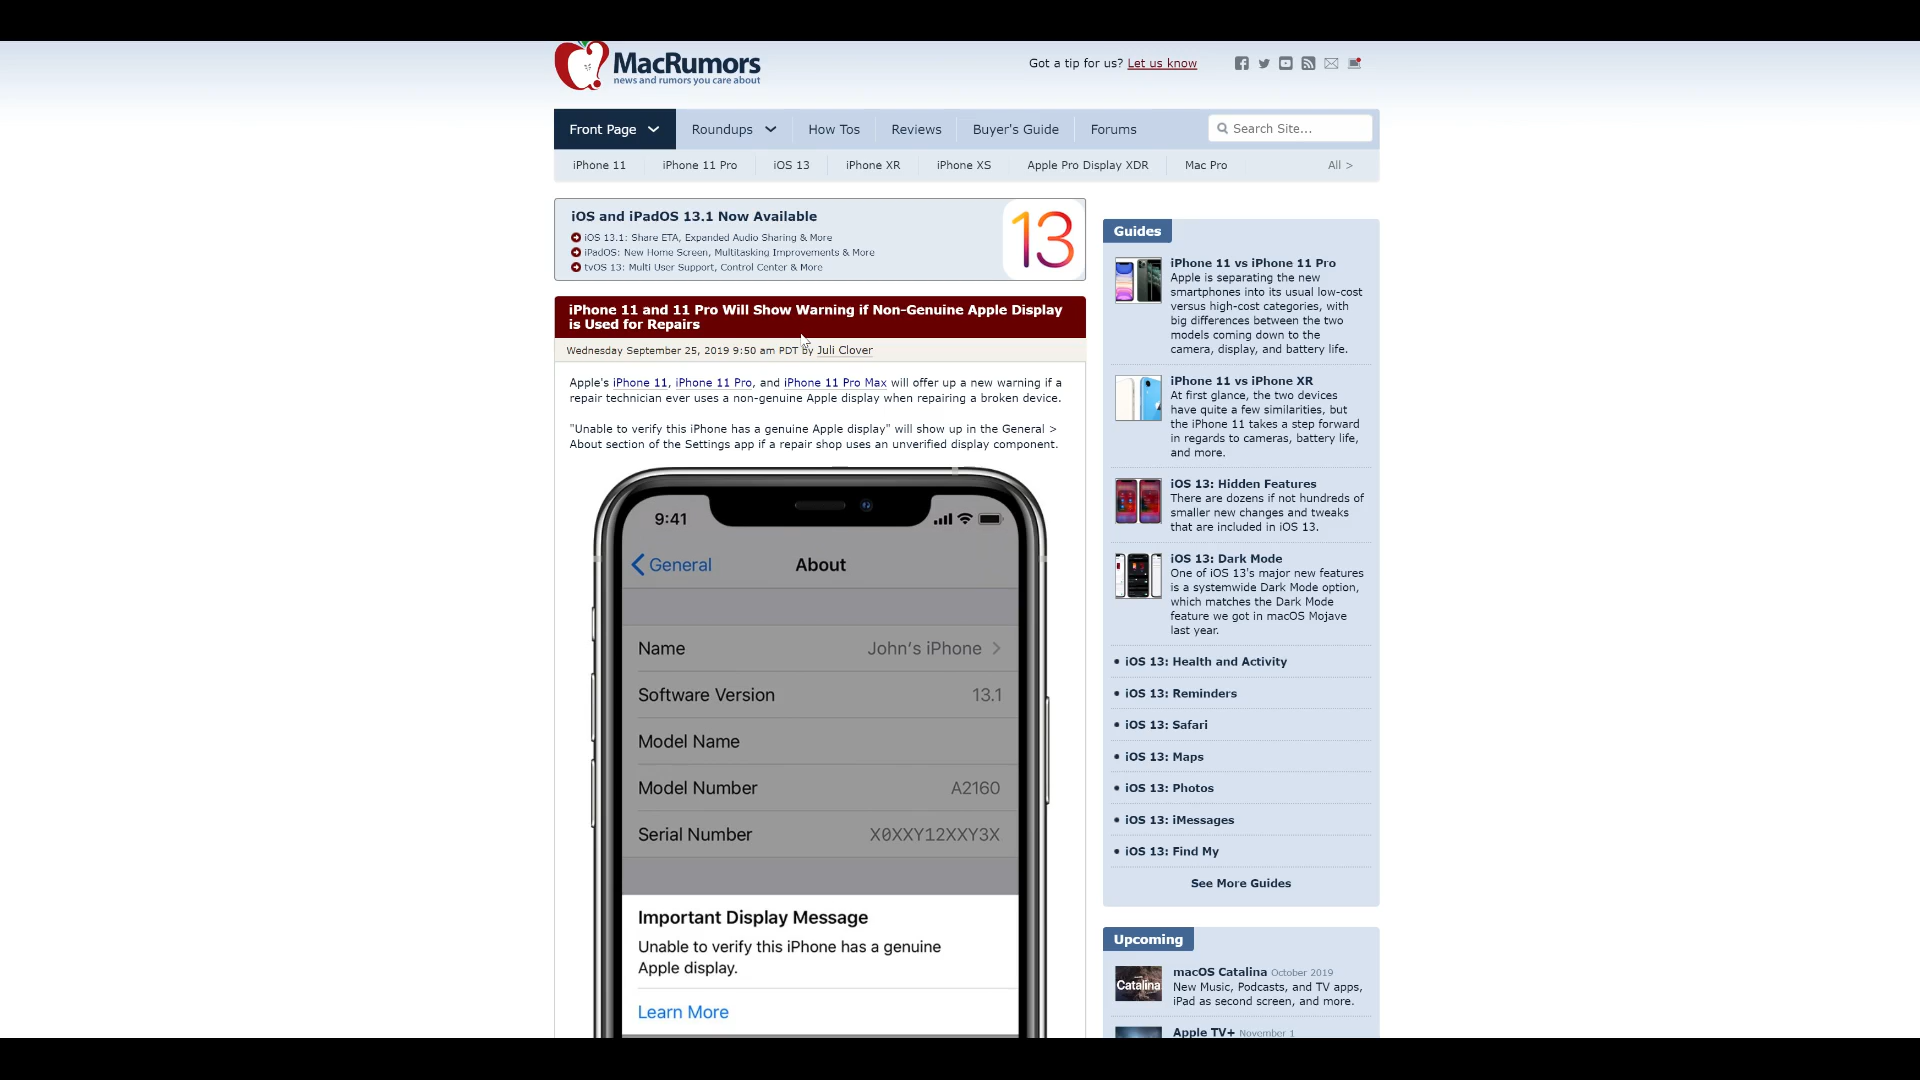 MacRumors
news and rumors you care about
Got a tip for us? Let us know
Front Page
Roundups
How Tos
Reviews
Buyer's Guide
Forums
Search Site...
iPhone 11
iPhone 11 Pro
iOS 13
iPhone XR
iPhone XS
Apple Pro Display XDR
Mac Pro
All >
iOS and iPadOS 13.1 Now Available
iOS 13.1: Share ETA, Expanded Audio Sharing & More
iPadOS: New Home Screen, Multitasking Improvements & More
tvOS 13: Multi User Support, Control Center & More
13
iPhone 11 and 11 Pro Will Show Warning if Non-Genuine Apple Display
is Used for Repairs
Wednesday September 25, 2019 9:50 am PDT by Juli Clover
Apple's iPhone 11, iPhone 11 Pro, and iPhone 11 Pro Max will offer up a new warning if a
repair technician ever uses a non-genuine Apple display when repairing a broken device.
"Unable to verify this iPhone has a genuine Apple display" will show up in the General >
About section of the Settings app if a repair shop uses an unverified display component.
9:41
General
About
Name
John's iPhone
Software Version
13.1
Model Name
Model Number
A2160
Serial Number
X0XXY12XXY3X
Important Display Message
Unable to verify this iPhone has a genuine
Apple display.
Learn More
Guides
iPhone 11 vs iPhone 11 Pro
Apple is separating the new
smartphones into its usual low-cost
versus high-cost categories, with
big differences between the two
models coming down to the
camera, display, and battery life.
iPhone 11 vs iPhone XR
At first glance, the two devices
have quite a few similarities, but
the iPhone 11 takes a step forward
in regards to cameras, battery life,
and more.
iOS 13: Hidden Features
There are dozens if not hundreds of
smaller new changes and tweaks
that are included in iOS 13.
iOS 13: Dark Mode
One of iOS 13's major new features
is a systemwide Dark Mode option,
which matches the Dark Mode
feature we got in macOS Mojave
last year.
• iOS 13: Health and Activity
• iOS 13: Reminders
• iOS 13: Safari
• iOS 13: Maps
• iOS 13: Photos
• iOS 13: iMessages
• iOS 13: Find My
See More Guides
Upcoming
Catalina
macOS Catalina October 2019
New Music, Podcasts, and TV apps,
iPad as second screen, and more.
Apple TV+ November 1